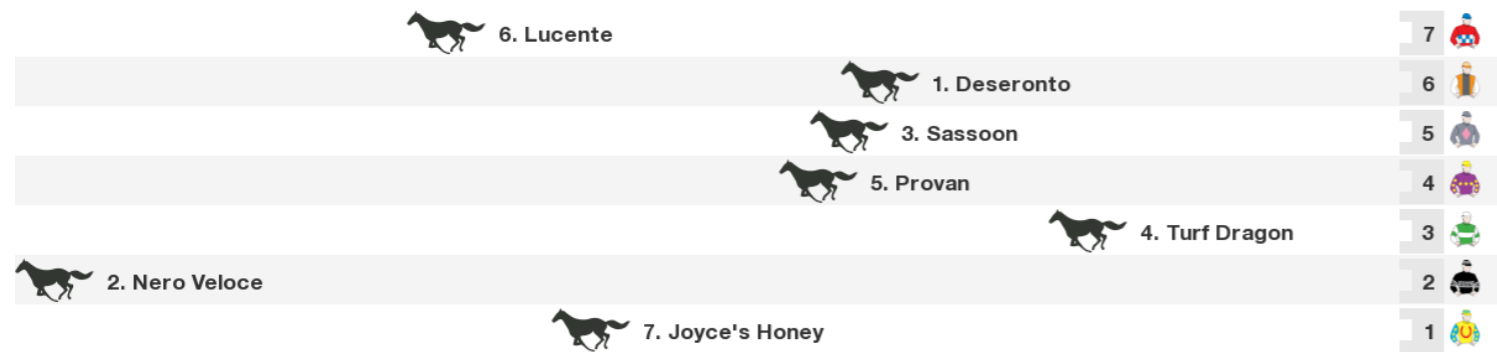 6. Lucente 7
1. Deseronto 6
3. Sassoon 5
5. Provan 4
4. Turf Dragon 3
2. Nero Veloce 2
7. Joyce's Honey 1